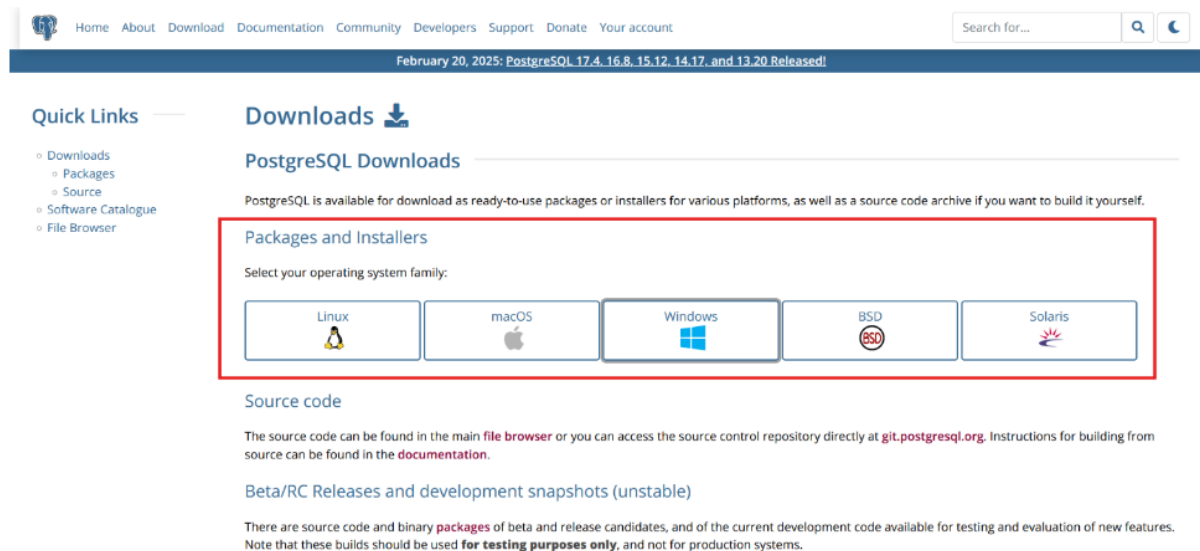 Home About Download Documentation Community Developers Support Donate Your account
Search for...
February 20, 2025: PostgreSQL 17.4, 16.8, 15.12, 14.17, and 13.20 Released!
Quick Links
Downloads
Packages
Source
Software Catalogue
File Browser
Downloads
PostgreSQL Downloads
PostgreSQL is available for download as ready-to-use packages or installers for various platforms, as well as a source code archive if you want to build it yourself.
Packages and Installers
Select your operating system family:
Linux
macOS
Windows
BSD
BSD
Solaris
Source code
The source code can be found in the main file browser or you can access the source control repository directly at git.postgresql.org. Instructions for building from
source can be found in the documentation.
Beta/RC Releases and development snapshots (unstable)
There are source code and binary packages of beta and release candidates, and of the current development code available for testing and evaluation of new features.
Note that these builds should be used for testing purposes only, and not for production systems.